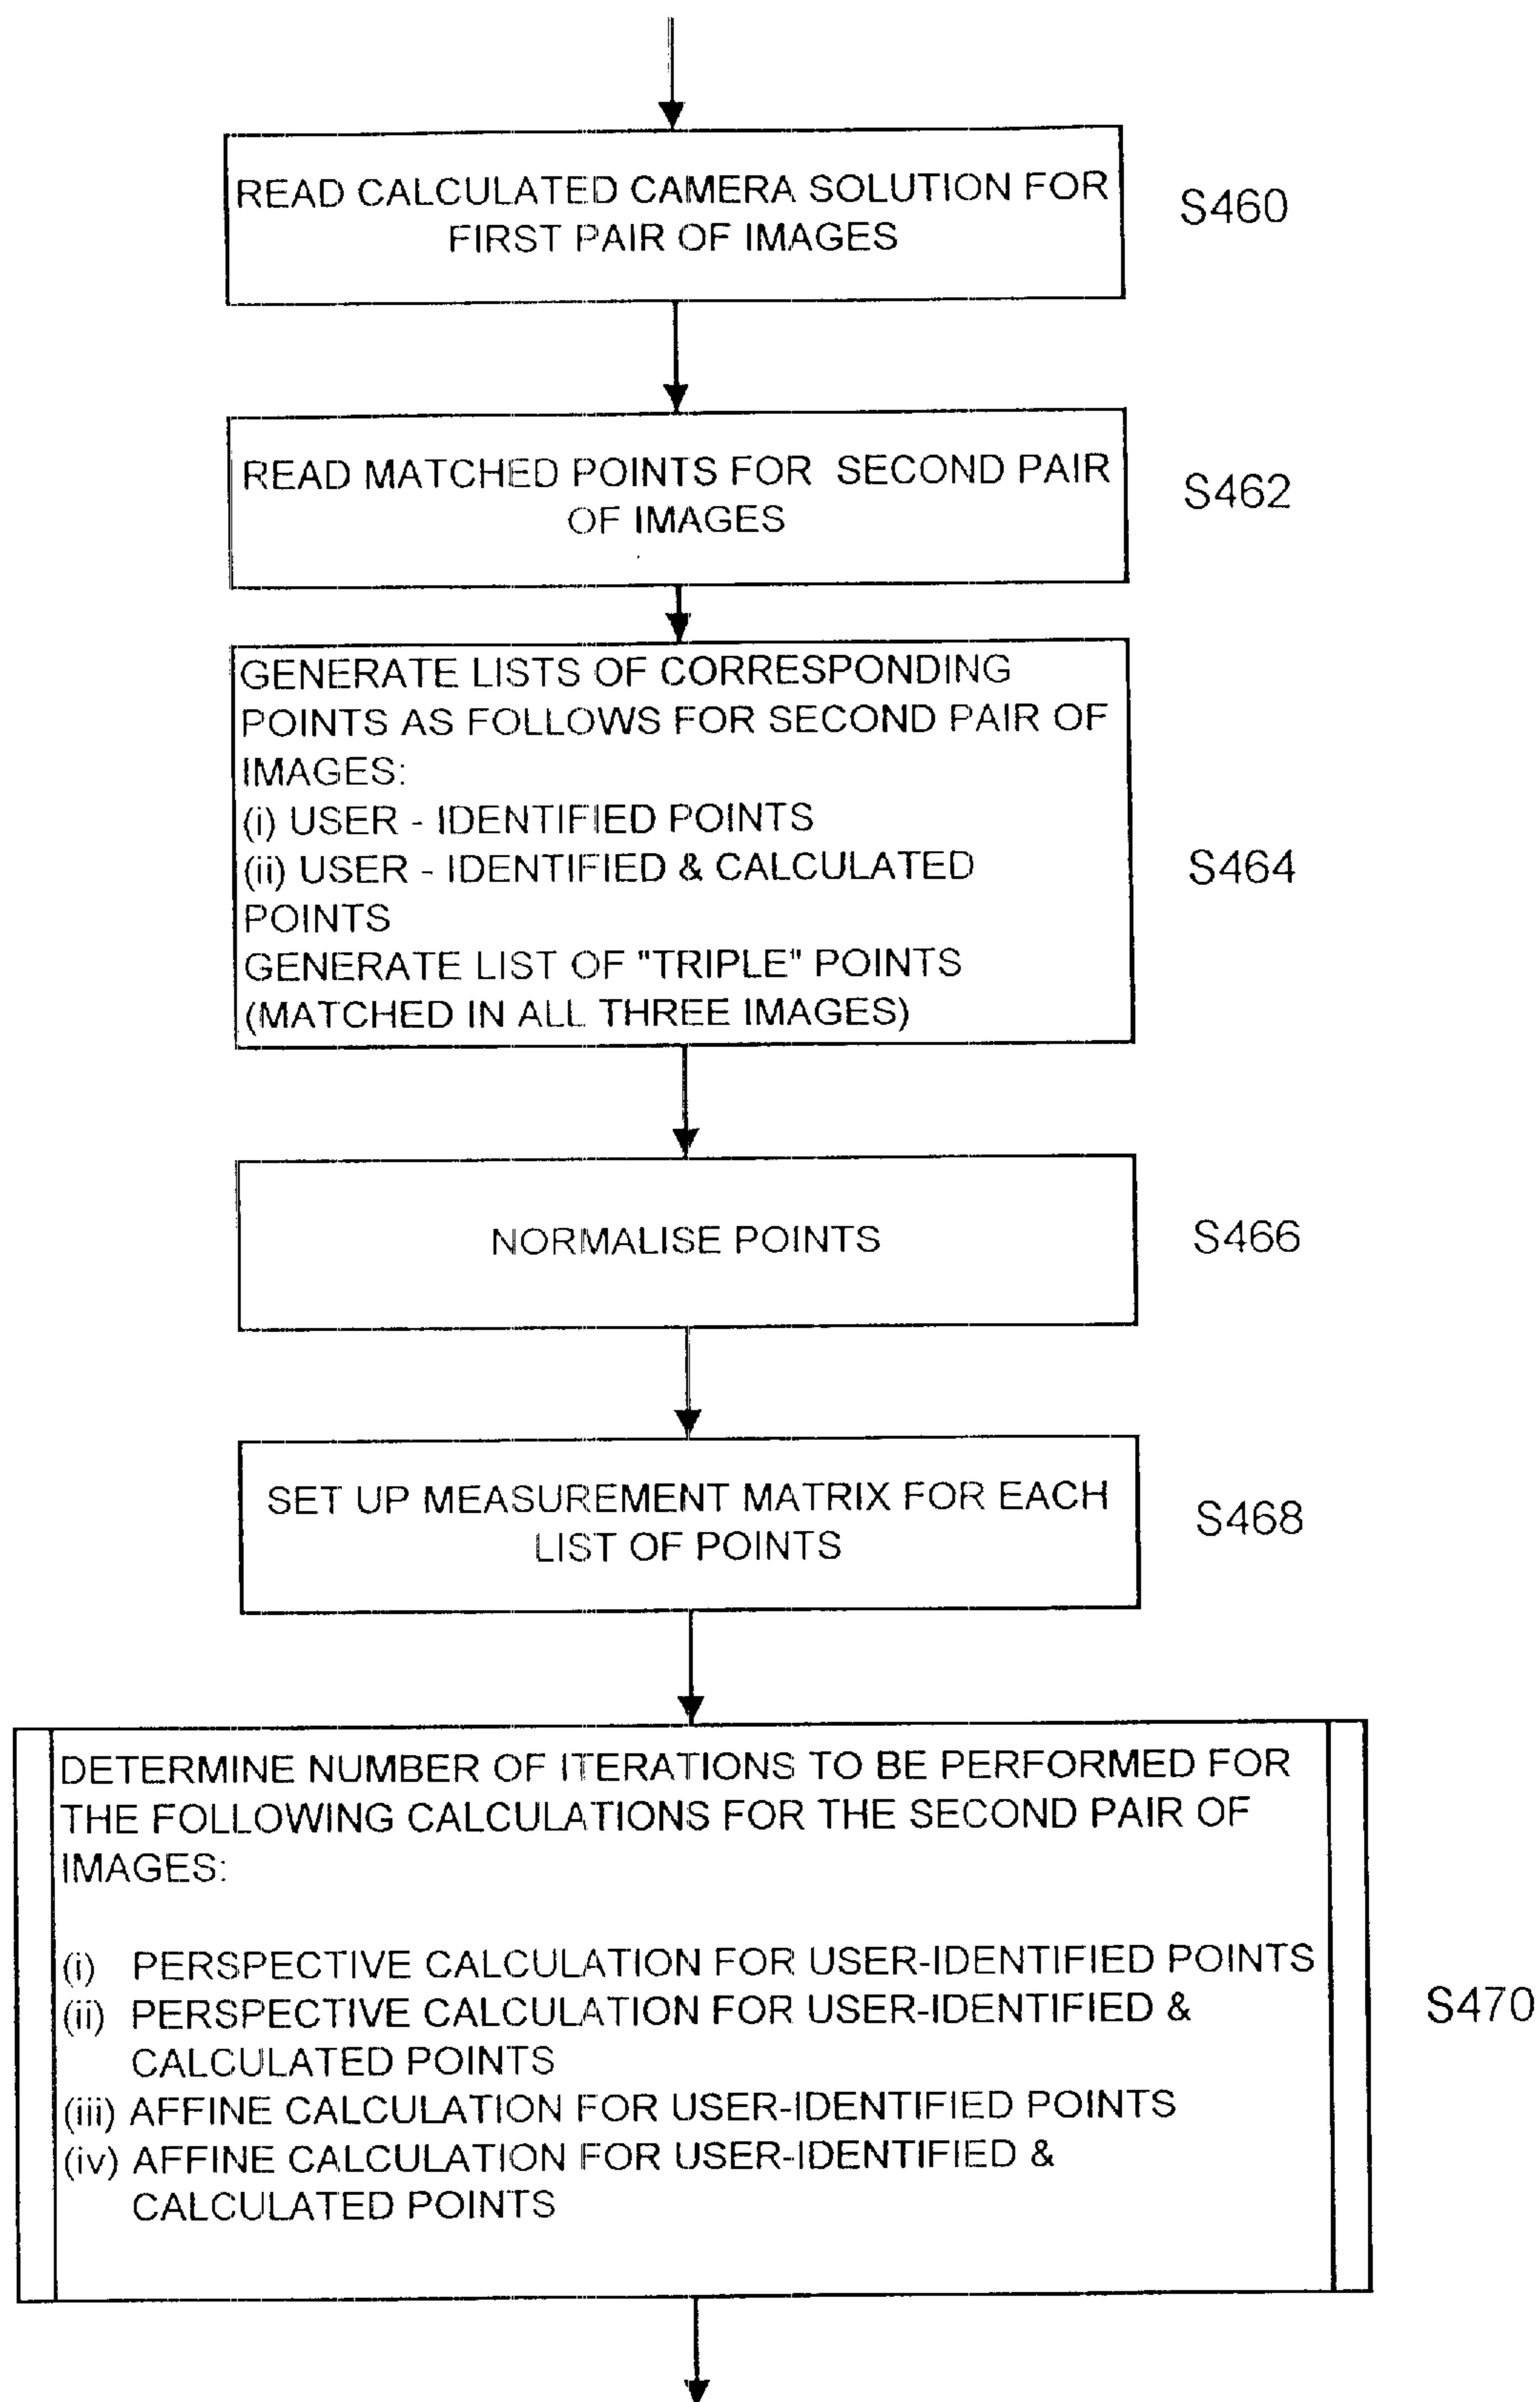 READ CALCULATED CAMERA SOLUTION FOR
FIRST PAIR OF IMAGES
S460
READ MATCHED POINTS FOR SECOND PAIR
OF IMAGES
S462
GENERATE LISTS OF CORRESPONDING
POINTS AS FOLLOWS FOR SECOND PAIR OF
IMAGES:
(i) USER - IDENTIFIED POINTS
(ii) USER - IDENTIFIED & CALCULATED
POINTS
GENERATE LIST OF "TRIPLE" POINTS
(MATCHED IN ALL THREE IMAGES)
S464
NORMALISE POINTS
S466
SET UP MEASUREMENT MATRIX FOR EACH
LIST OF POINTS
S468
DETERMINE NUMBER OF ITERATIONS TO BE PERFORMED FOR
THE FOLLOWING CALCULATIONS FOR THE SECOND PAIR OF
IMAGES:
(i) PERSPECTIVE CALCULATION FOR USER-IDENTIFIED POINTS
(ii) PERSPECTIVE CALCULATION FOR USER-IDENTIFIED &
CALCULATED POINTS
(iii) AFFINE CALCULATION FOR USER-IDENTIFIED POINTS
(iv) AFFINE CALCULATION FOR USER-IDENTIFIED &
CALCULATED POINTS
S470